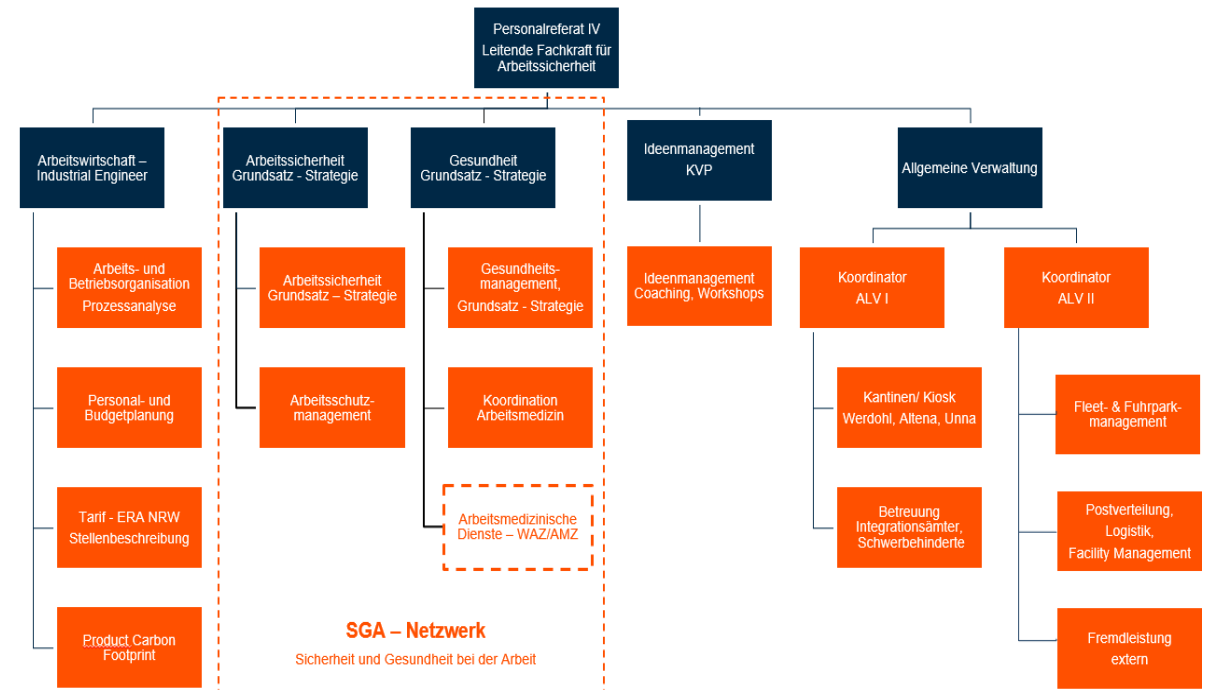 Personalreferat IV
Leitende Fachkraft für
Arbeitssicherheit
Arbeitswirtschaft –
Industrial Engineer
Arbeitssicherheit
Grundsatz - Strategie
Gesundheit
Grundsatz - Strategie
Ideenmanagement
KVP
Allgemeine Verwaltung
Arbeits- und
Betriebsorganisation
Prozessanalyse
Personal- und
Budgetplanung
Tarif - ERA NRW
Stellenbeschreibung
Product Carbon
Footprint
Arbeitssicherheit
Grundsatz – Strategie
Arbeitsschutz-
management
Gesundheits-
management,
Grundsatz - Strategie
Koordination
Arbeitsmedizin
Arbeitsmedizinische
Dienste – WAZ/AMZ
SGA – Netzwerk
Sicherheit und Gesundheit bei der Arbeit
Ideenmanagement
Coaching, Workshops
Koordinator
ALV I
Kantinen/ Kiosk
Werdohl, Altena, Unna
Betreuung
Integrationsämter,
Schwerbehinderte
Koordinator
ALV II
Fleet- & Fuhrpark-
management
Postverteilung,
Logistik,
Facility Management
Fremdleistung
extern